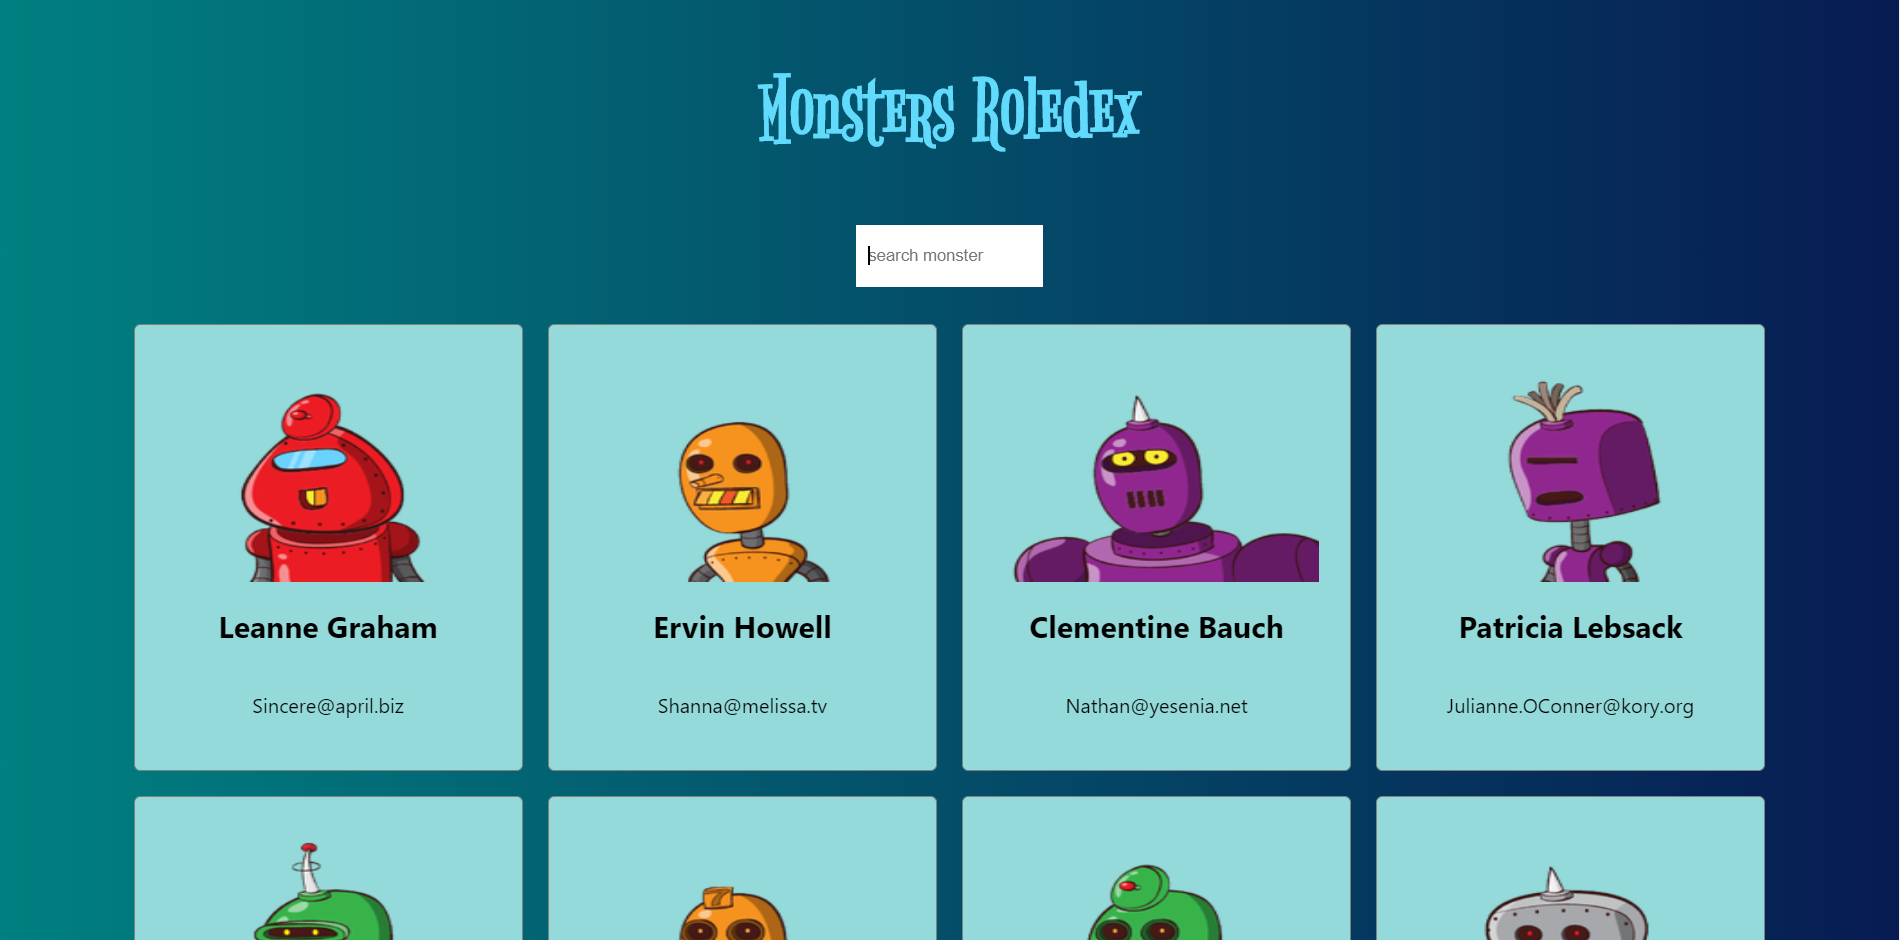 Monsters Roledex
search monster
Leanne Graham
Ervin Howell
Clementine Bauch
Patricia Lebsack
Sincere@april.biz
Shanna@melissa.tv
Nathan@yesenia.net
Julianne.OConner@kory.org